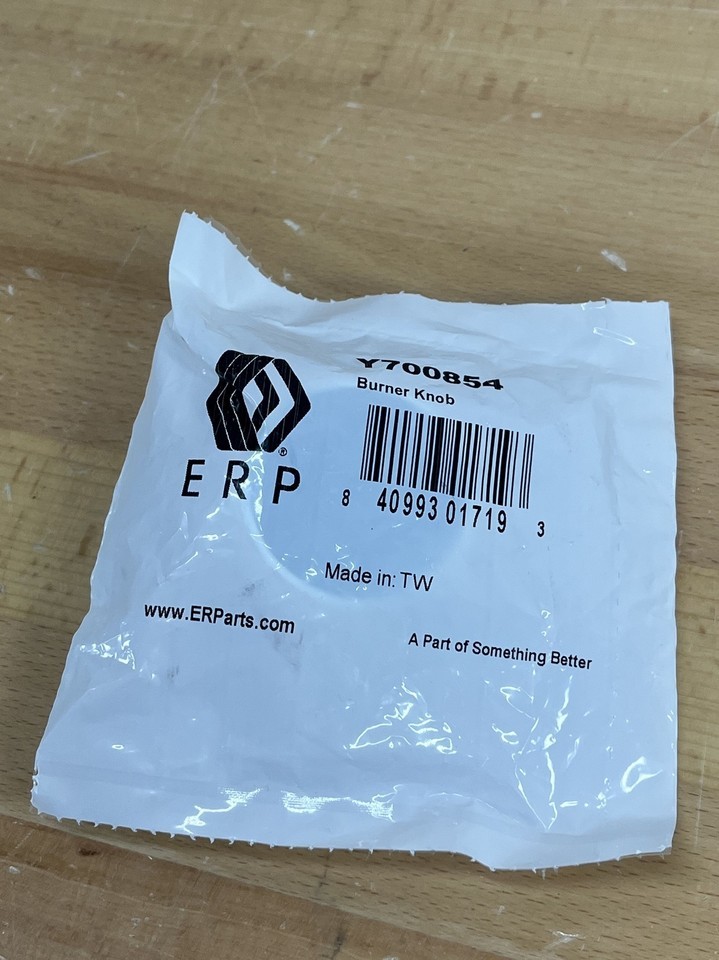 Y700854
Burner Knob
®
ERP
8 40993 01719 3
Made in: TW
www.ERParts.com
A Part of Something Better